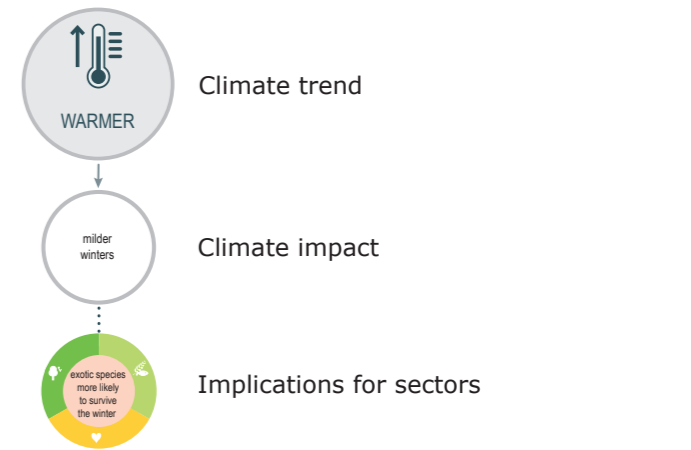 WARMER
Climate trend
milder
winters
Climate impact
exotic species
more likely
to survive
the winter
Implications for sectors